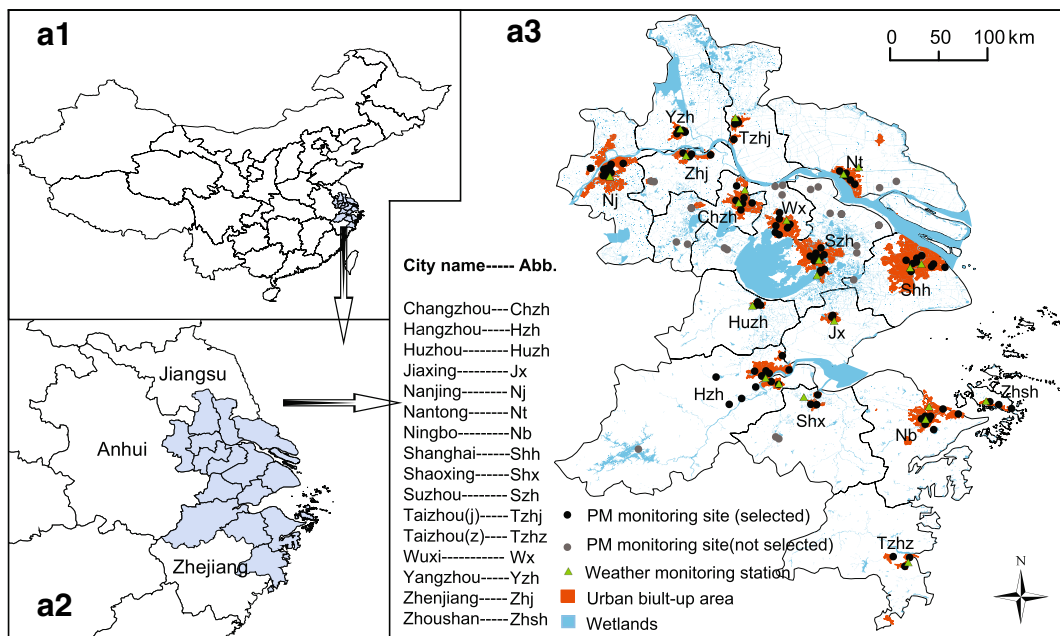 a1
a2
Jiangsu
Anhui
Zhejiang
City name----- Abb.
Changzhou---Chzh
Hangzhou-----Hzh
Huzhou--------Huzh
Jiaxing---------Jx
Nanjing-------Nj
Nantong-------Nt
Ningbo--------Nb
Shanghai-----Shh
Shaoxing------Shx
Suzhou-------Szh
Taizhou(j)----Tzhj
Taizhou(z)---Tzhz
Wuxi-----------Wx
Yangzhou-----Yzh
Zhenjiang-----Zhj
Zhoushan----Zhsh
a3
0 50 100 km
Yzh
Tzhj
Zhj
Nt
Nj
Chzh
Wx
Szh
Shh
Huzh
Jx
Hzh
Shx
Zhsh
Nb
Tzhz
PM monitoring site (selected)
PM monitoring site(not selected)
Weather monitoring station
Urban biult-up area
Wetlands
N